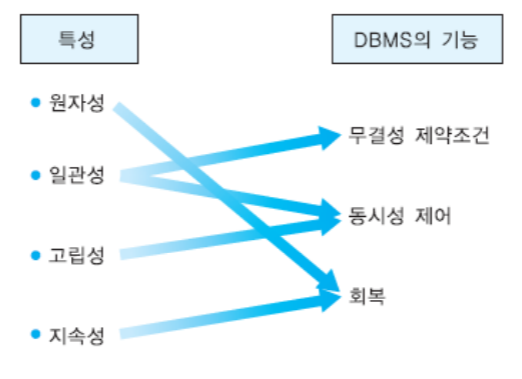 특성
DBMS의 기능
• 원자성
무결성 제약조건
• 일관성
동시성 제어
• 고립성
회복
• 지속성